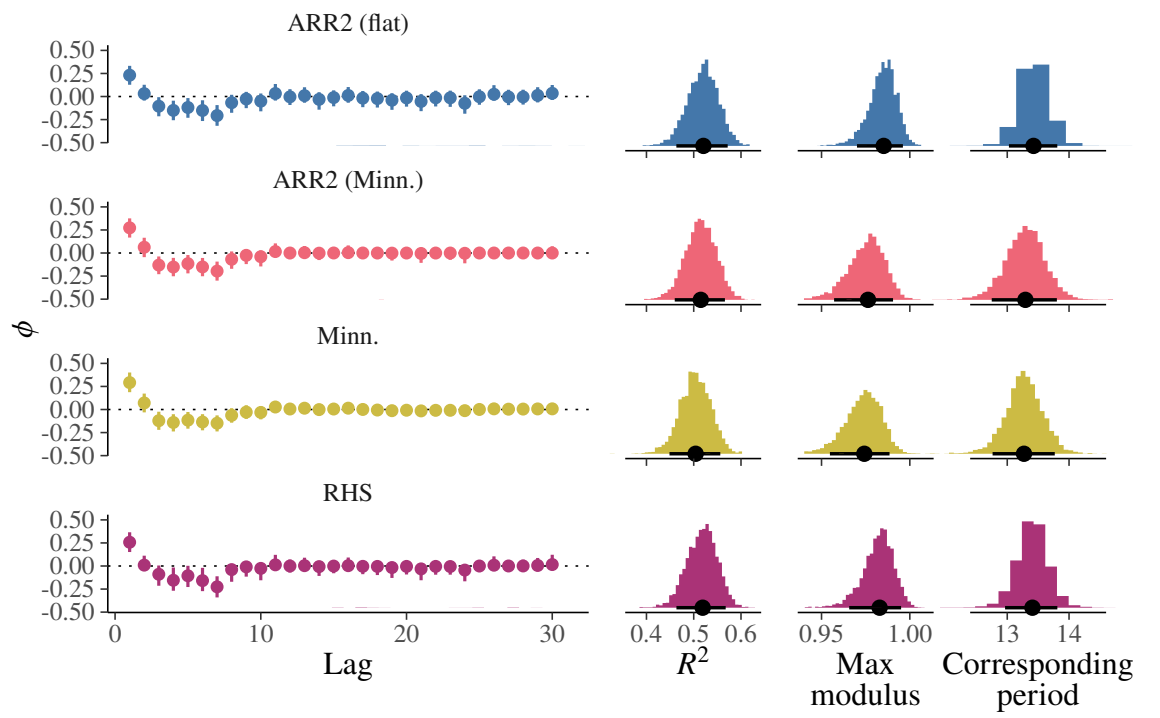 ARR2 (flat)
0.50
0.25
0.00
-0.25
-0.50
ARR2 (Minn.)
0.50
0.25
0.00
-0.25
-0.50
Minn.
0.50
0.25
0.00
-0.25
-0.50
RHS
0.50
0.25
0.00
-0.25
-0.50
ϕ
0 10 20 30
Lag
0.4 0.5 0.6
R²
0.95 1.00
Max
modulus
13 14
Corresponding
period